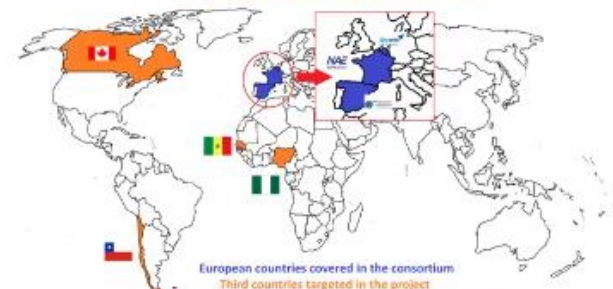 NAE
European countries covered in the consortium
Third countries targeted in the project